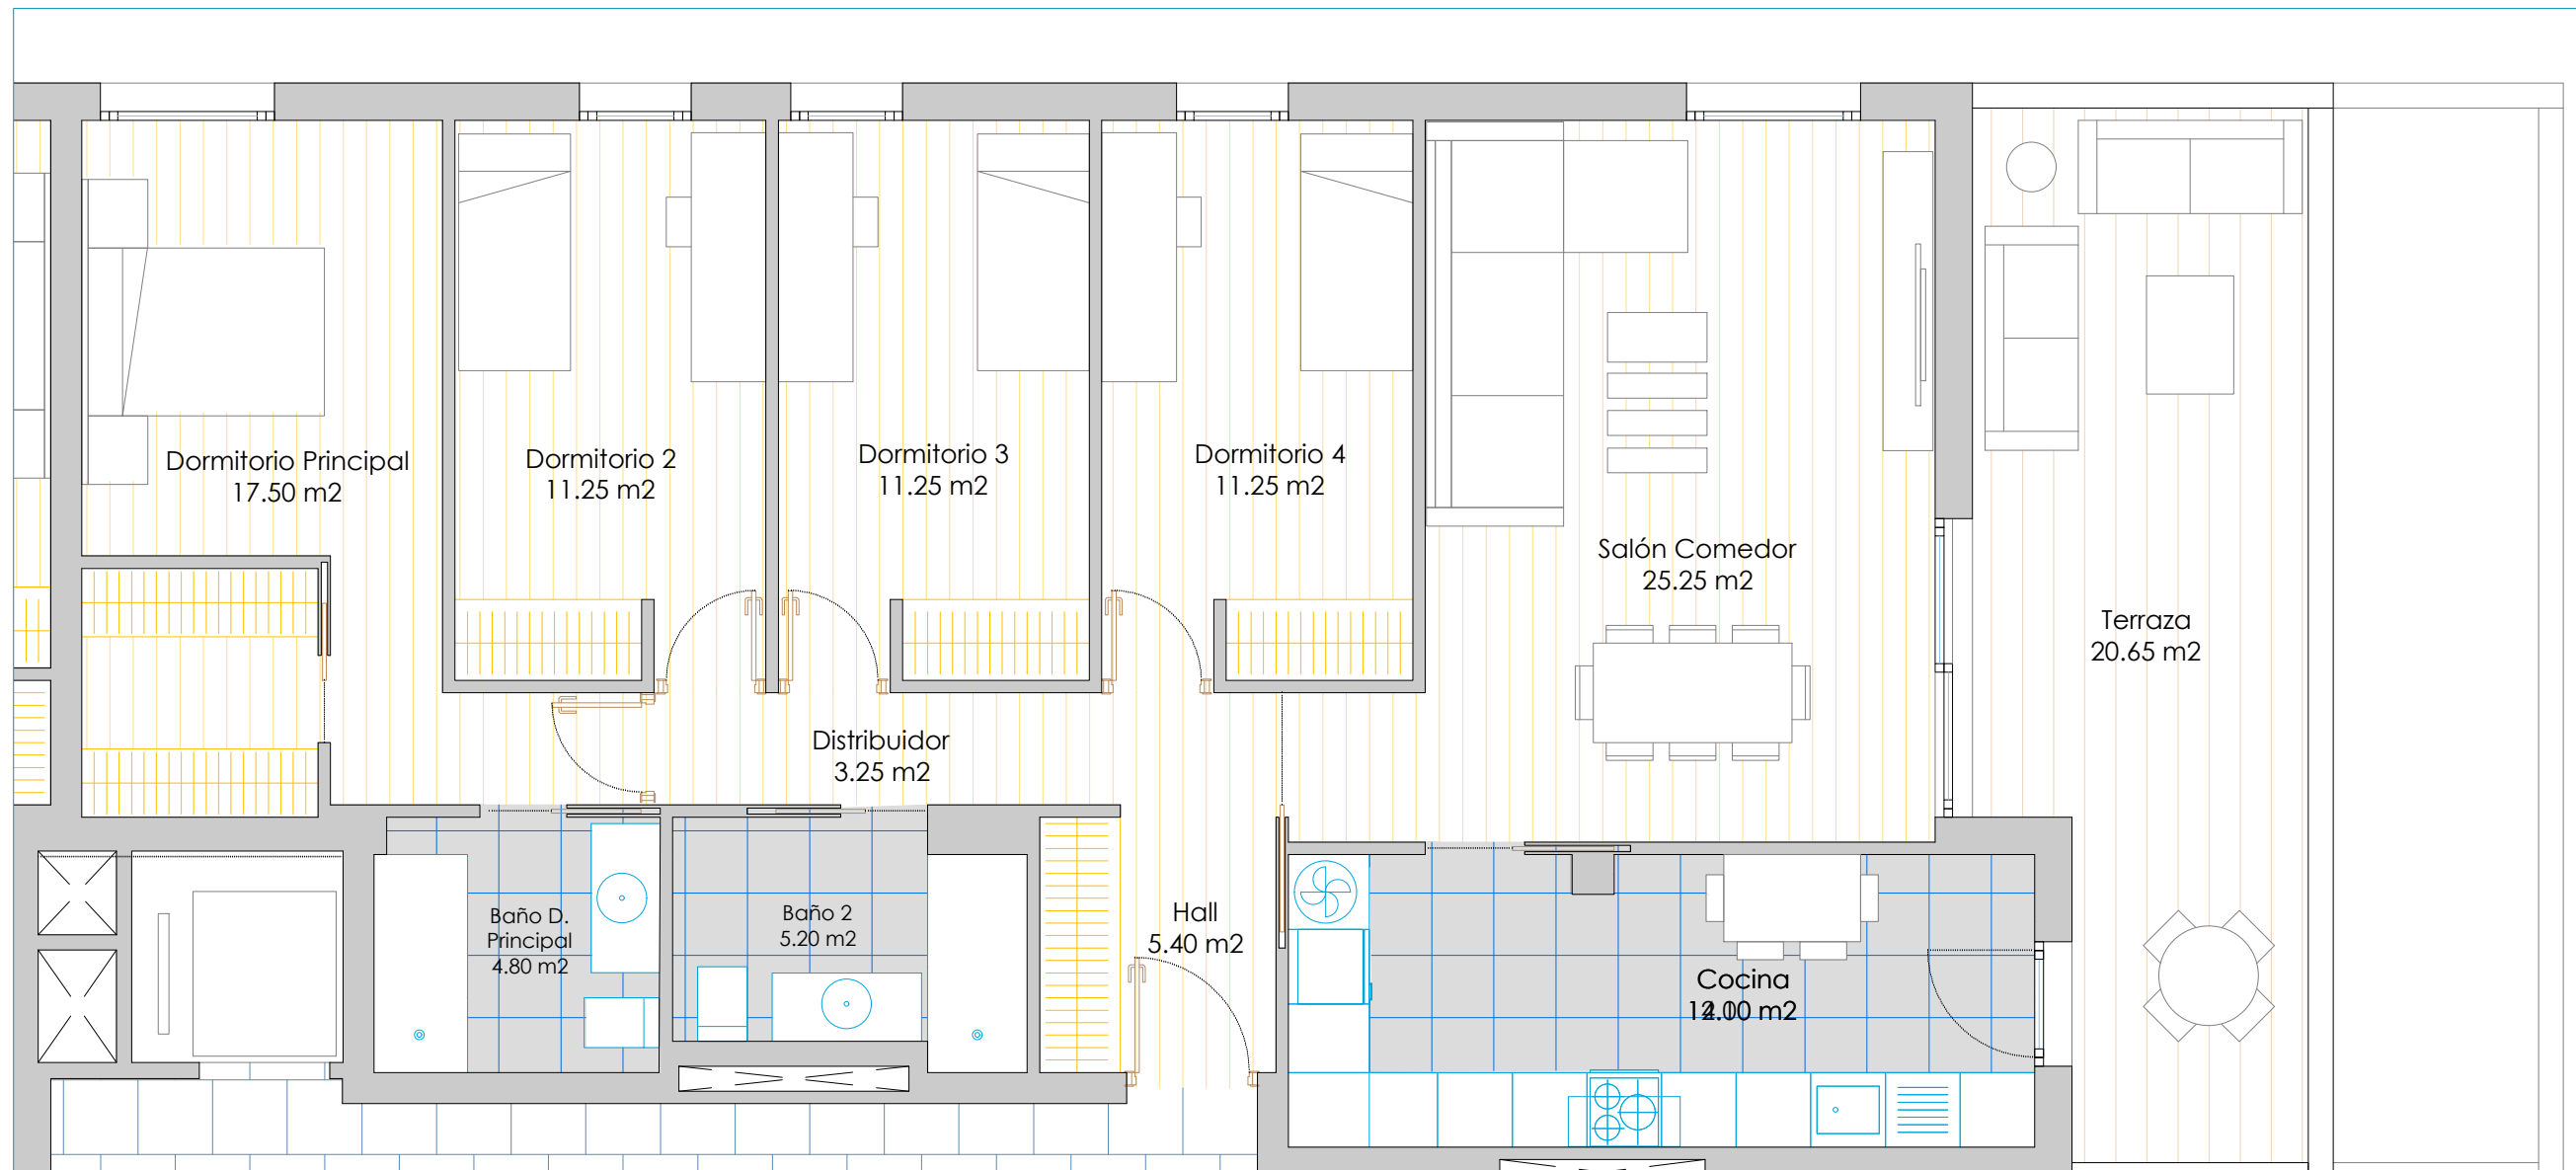 Dormitorio Principal
17.50 m2
Dormitorio 2
11.25 m2
Dormitorio 3
11.25 m2
Dormitorio 4
11.25 m2
Salón Comedor
25.25 m2
Terraza
20.65 m2
Distribuidor
3.25 m2
Baño D.
Principal
4.80 m2
Baño 2
5.20 m2
Hall
5.40 m2
Cocina
m2